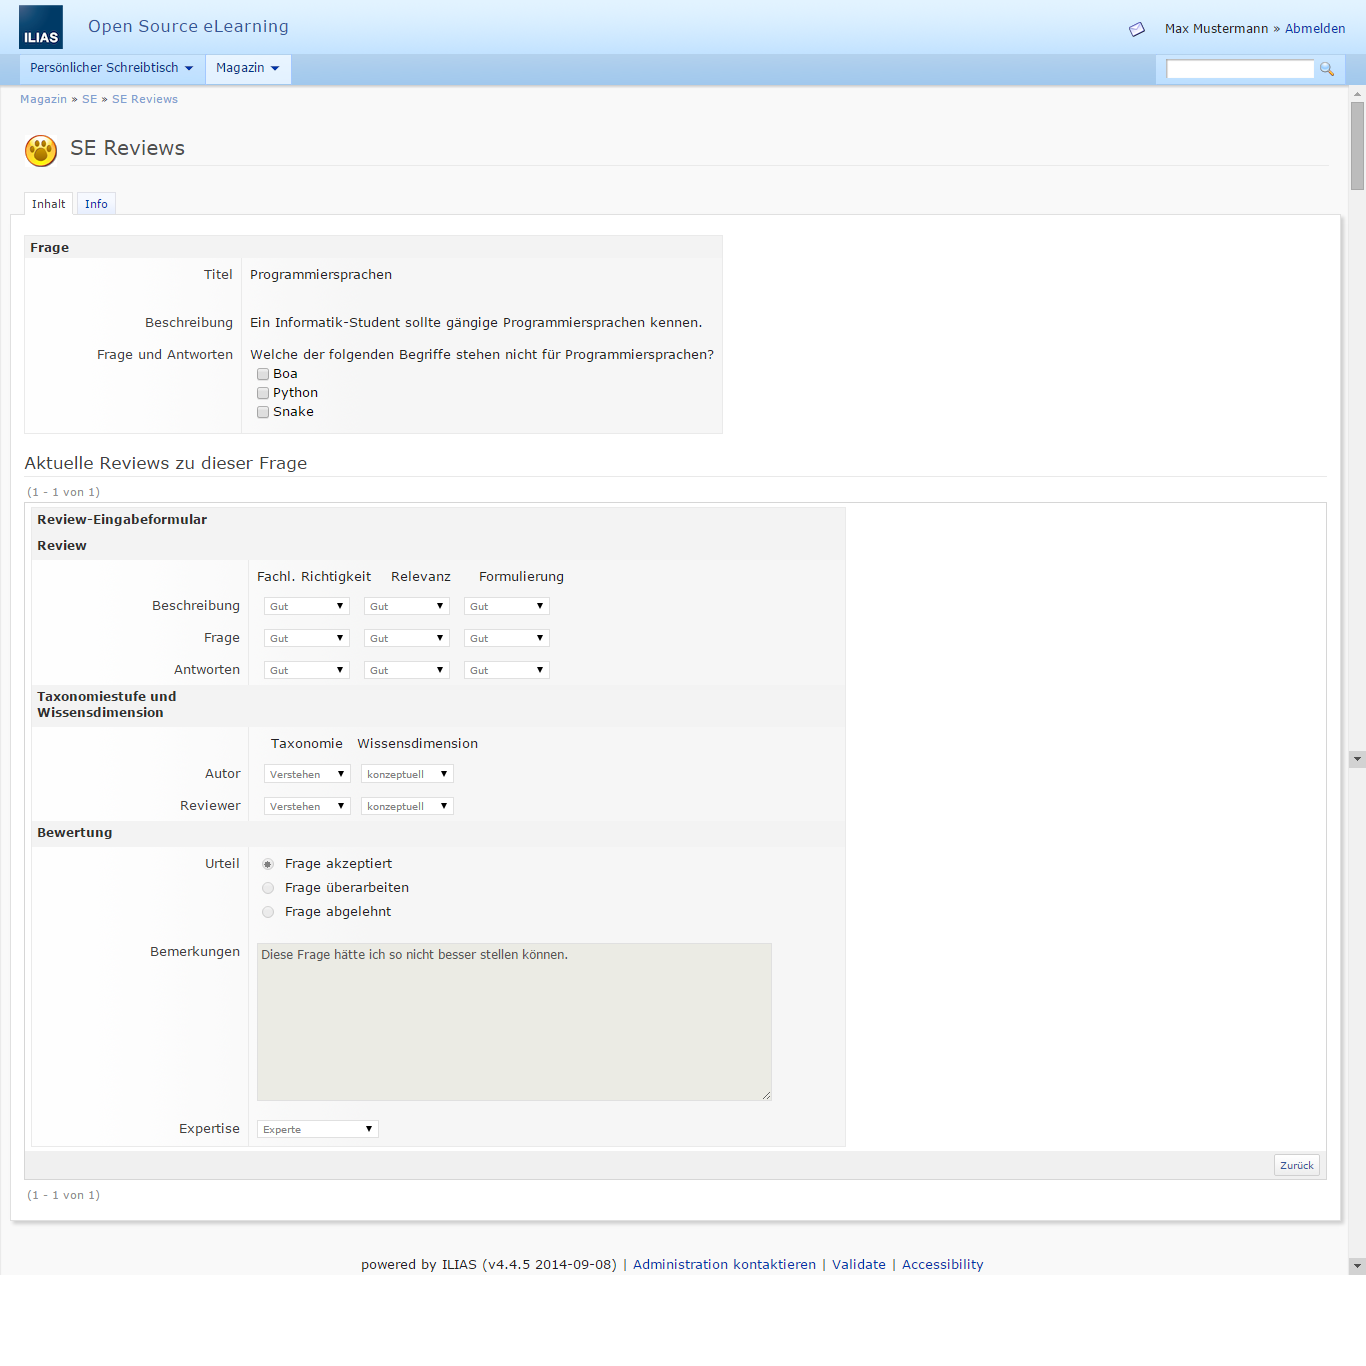 ILIAS
Open Source eLearning
Max Mustermann » Abmelden
Persönlicher Schreibtisch Magazin
Magazin » SE » SE Reviews
SE Reviews
Inhalt Info
Frage
Titel Programmiersprachen
Beschreibung Ein Informatik-Student sollte gängige Programmiersprachen kennen.
Frage und Antworten Welche der folgenden Begriffe stehen nicht für Programmiersprachen?
Boa
Python
Snake
Aktuelle Reviews zu dieser Frage
(1 - 1 von 1)
Review-Eingabeformular
Review
Fachl. Richtigkeit Relevanz Formulierung
Beschreibung Gut Gut Gut
Frage Gut Gut Gut
Antworten Gut Gut Gut
Taxonomiestufe und
Wissensdimension
Taxonomie Wissensdimension
Autor Verstehen konzeptuell
Reviewer Verstehen konzeptuell
Bewertung
Urteil Frage akzeptiert
Frage überarbeiten
Frage abgelehnt
Bemerkungen Diese Frage hätte ich so nicht besser stellen können.
Expertise Experte
Zurück
(1 - 1 von 1)
powered by ILIAS (v4.4.5 2014-09-08) | Administration kontaktieren | Validate | Accessibility